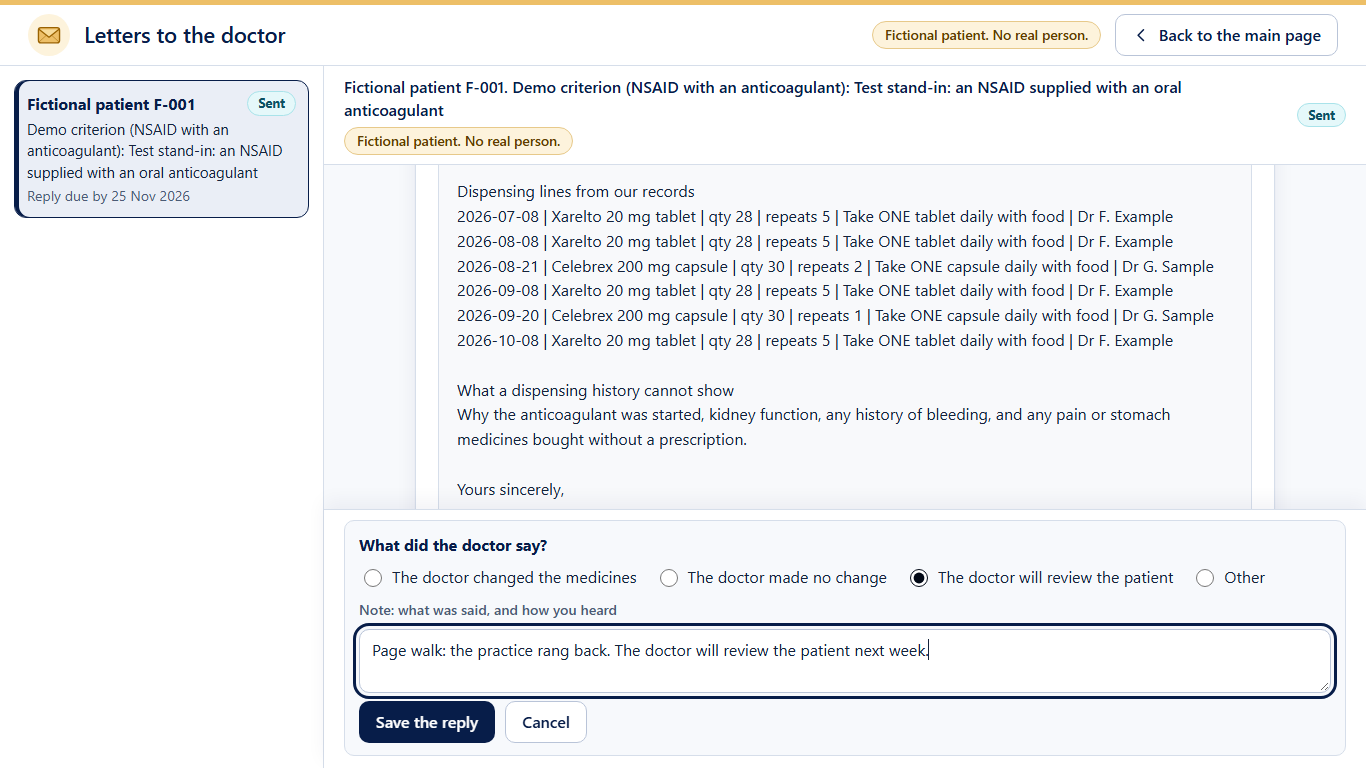 Letters to the doctor
Fictional patient. No real person.
Back to the main page
Fictional patient F-001
Sent
Demo criterion (NSAID with an
anticoagulant): Test stand-in: an NSAID
supplied with an oral anticoagulant
Reply due by 25 Nov 2026
Fictional patient F-001. Demo criterion (NSAID with an anticoagulant): Test stand-in: an NSAID supplied with an oral
anticoagulant
Fictional patient. No real person.
Sent
Dispensing lines from our records
2026-07-08 | Xarelto 20 mg tablet | qty 28 | repeats 5 | Take ONE tablet daily with food | Dr F. Example
2026-08-08 | Xarelto 20 mg tablet | qty 28 | repeats 5 | Take ONE tablet daily with food | Dr F. Example
2026-08-21 | Celebrex 200 mg capsule | qty 30 | repeats 2 | Take ONE capsule daily with food | Dr G. Sample
2026-09-08 | Xarelto 20 mg tablet | qty 28 | repeats 5 | Take ONE tablet daily with food | Dr F. Example
2026-09-20 | Celebrex 200 mg capsule | qty 30 | repeats 1 | Take ONE capsule daily with food | Dr G. Sample
2026-10-08 | Xarelto 20 mg tablet | qty 28 | repeats 5 | Take ONE tablet daily with food | Dr F. Example
What a dispensing history cannot show
Why the anticoagulant was started, kidney function, any history of bleeding, and any pain or stomach
medicines bought without a prescription.
Yours sincerely,
What did the doctor say?
The doctor changed the medicines
The doctor made no change
The doctor will review the patient
Other
Note: what was said, and how you heard
Page walk: the practice rang back. The doctor will review the patient next week.
Save the reply
Cancel